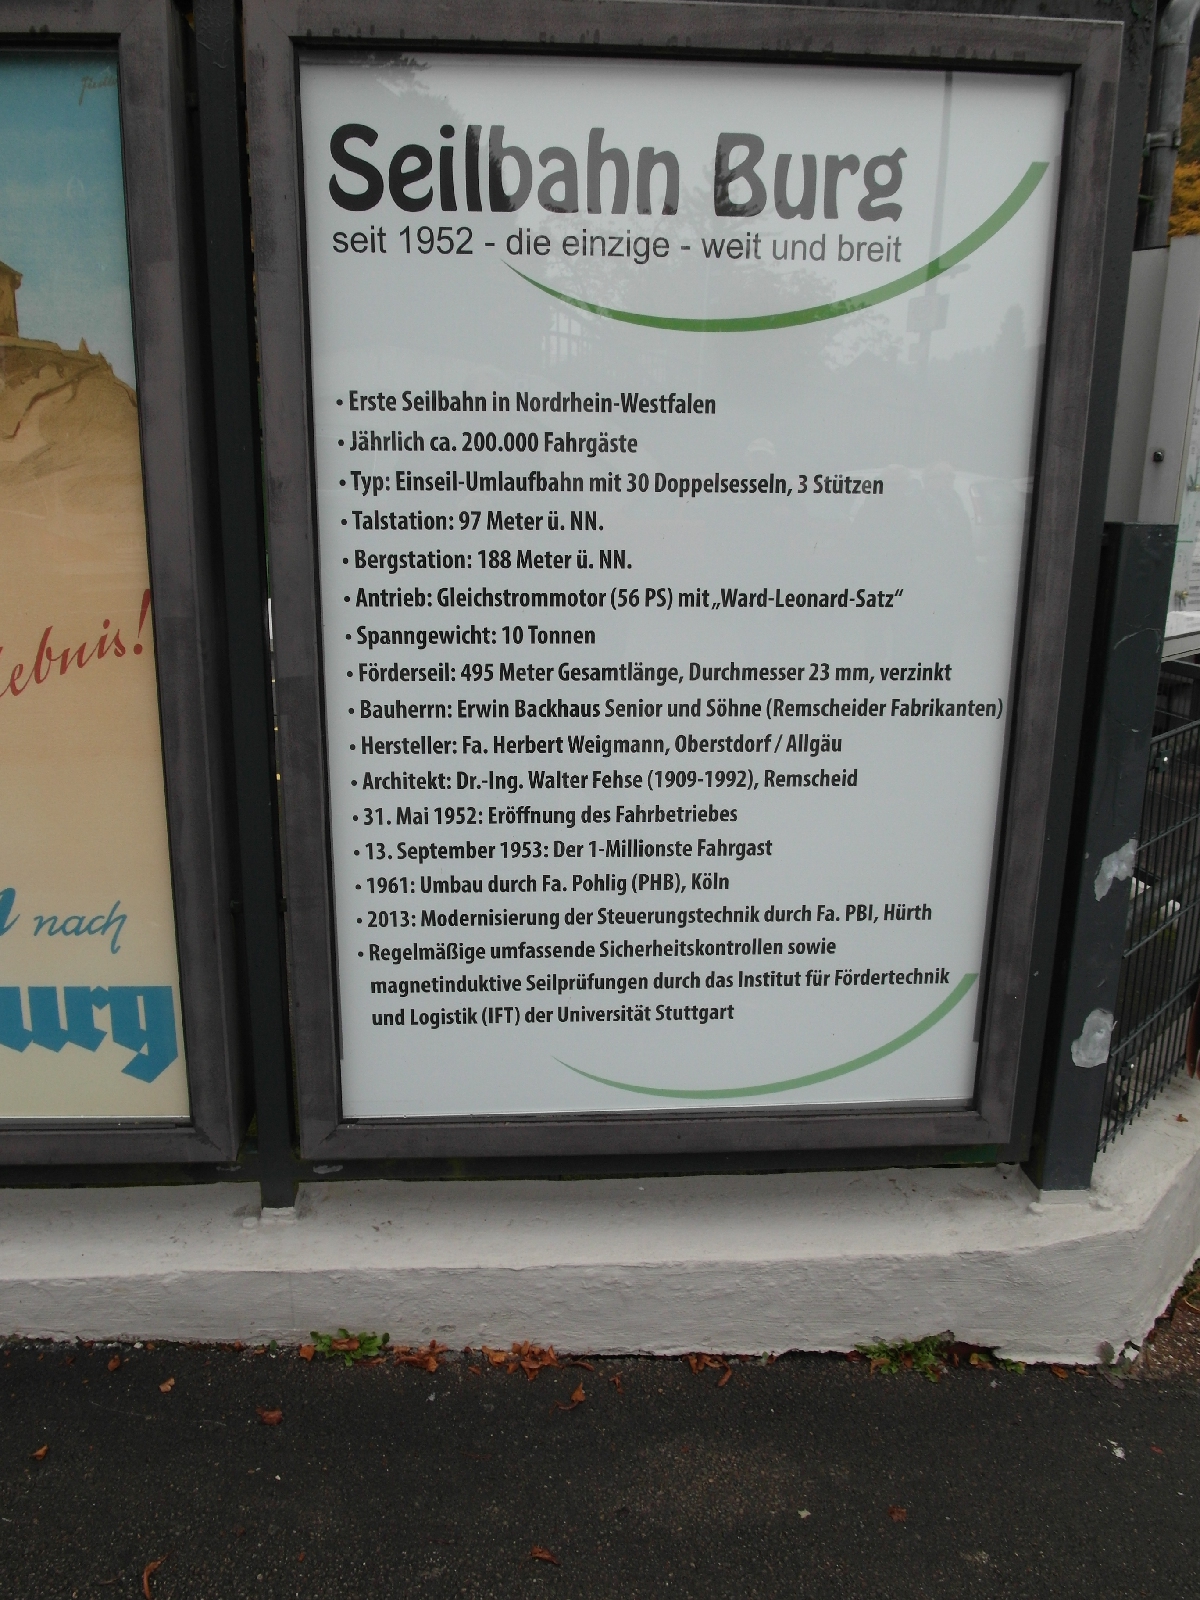 Seilbahn Burg
seit 1952 - die einzige - weit und breit
• Erste Seilbahn in Nordrhein-Westfalen
• Jährlich ca. 200.000 Fahrgäste
• Typ: Einseil-Umlaufbahn mit 30 Doppelsesseln, 3 Stützen
• Talstation: 97 Meter ü. NN.
• Bergstation: 188 Meter ü. NN.
• Antrieb: Gleichstrommotor (56 PS) mit „Ward-Leonard-Satz“
• Spanngewicht: 10 Tonnen
• Förderseil: 495 Meter Gesamtlänge, Durchmesser 23 mm, verzinkt
• Bauherrn: Erwin Backhaus Senior und Söhne (Remscheider Fabrikanten)
• Hersteller: Fa. Herbert Weigmann, Oberstdorf / Allgäu
• Architekt: Dr.-Ing. Walter Fehse (1909-1992), Remscheid
• 31. Mai 1952: Eröffnung des Fahrbetriebes
• 13. September 1953: Der 1-Millionste Fahrgast
• 1961: Umbau durch Fa. Pohlig (PHB), Köln
• 2013: Modernisierung der Steuerungstechnik durch Fa. PBI, Hürth
• Regelmäßige umfassende Sicherheitskontrollen sowie
magnetinduktive Seilprüfungen durch das Institut für Fördertechnik
und Logistik (IFT) der Universität Stuttgart
ebnis!
nach
urg